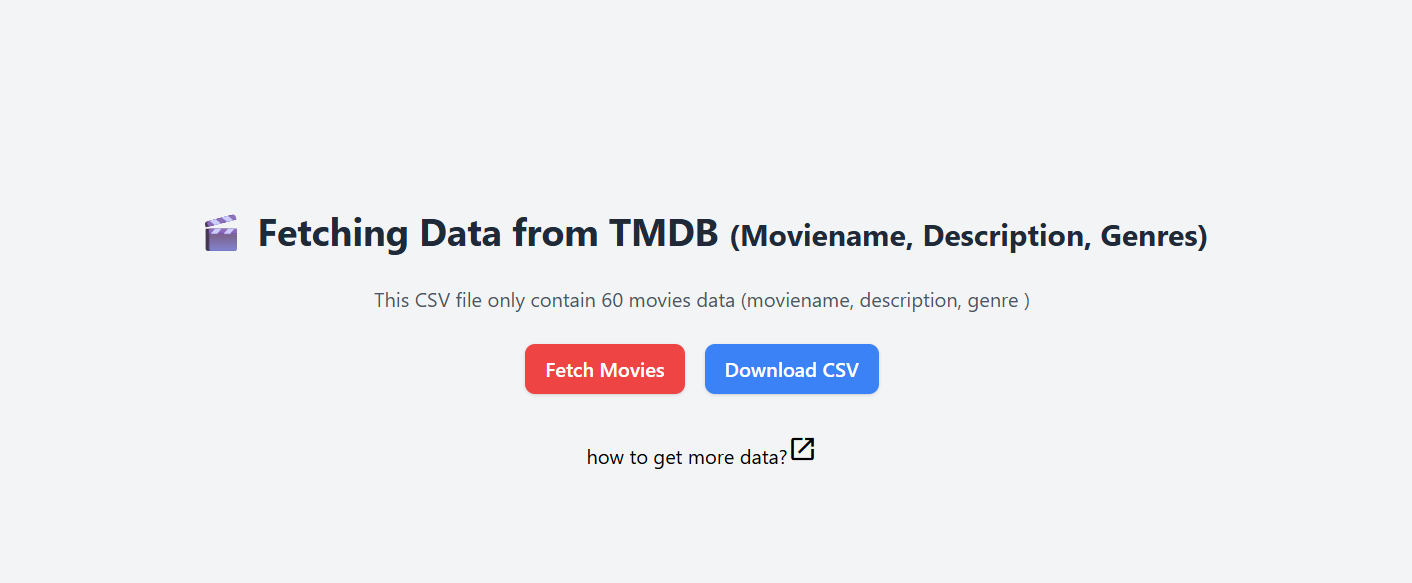 Fetching Data from TMDB (Moviename, Description, Genres)
This CSV file only contain 60 movies data (moviename, description, genre )
Fetch Movies Download CSV
how to get more data?